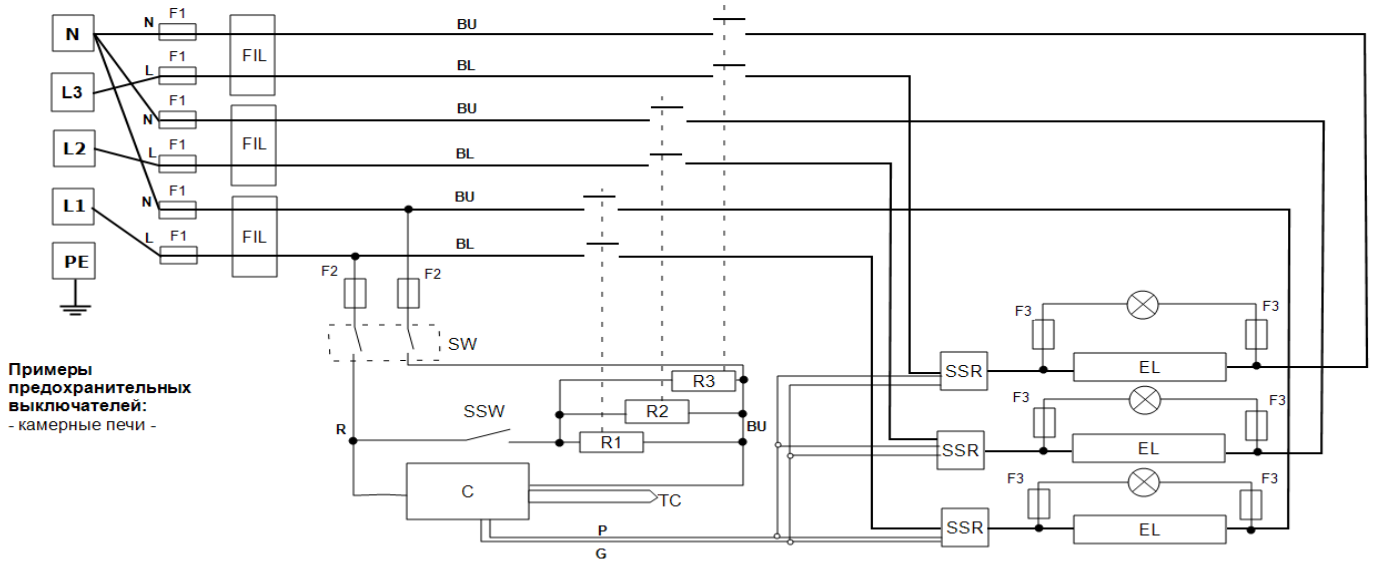 N
L3
L2
L1
PE
N
F1
L
F1
F1
N
L
F1
N
F1
L
F1
FIL
FIL
FIL
BU
BL
BU
BL
BU
BL
F2
F2
SW
Примеры
предохранительных
выключателей:
- камерные печи -
R
SSW
R3
R2
R1
BU
C
TC
P
G
F3
F3
SSR
EL
F3
F3
SSR
EL
F3
F3
SSR
EL